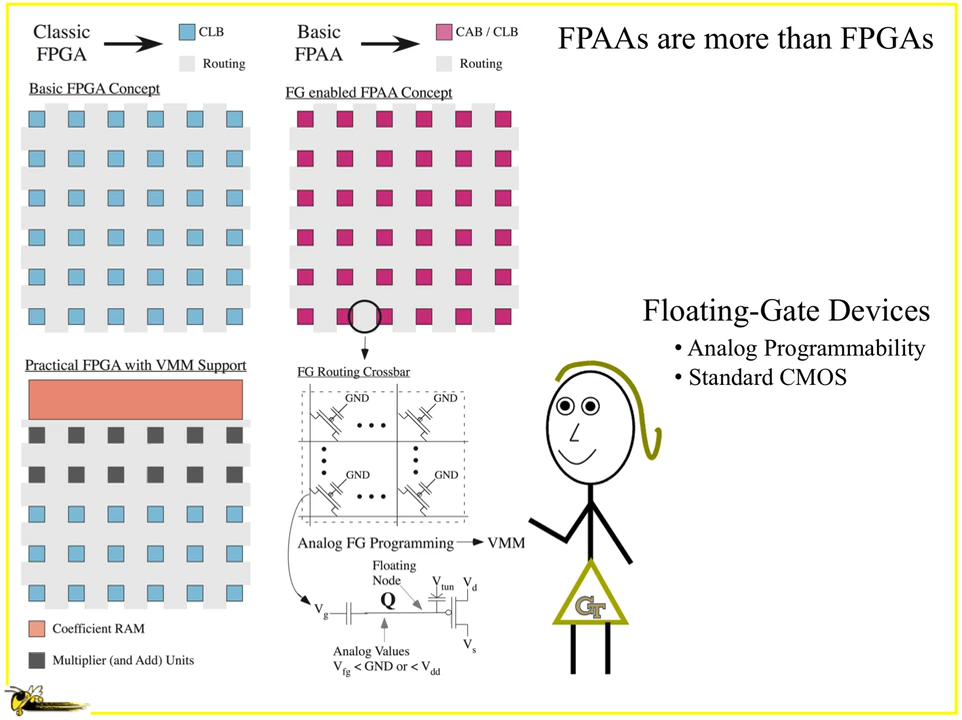 FPAAs are more than FPGAs
Classic
FPGA
CLB
Routing
Basic
FPAA
CAB / CLB
Routing
Basic FPGA Concept
FG enabled FPAA Concept
Floating-Gate Devices
• Analog Programmability
• Standard CMOS
Practical FPGA with VMM Support
FG Routing Crossbar
GND
GND
GND
GND
Analog FG Programming
VMM
Floating
Node
Q
Vtun
Vd
Vg
Vs
Analog Values
Vfg < GND or < Vdd
Coefficient RAM
Multiplier (and Add) Units
GT